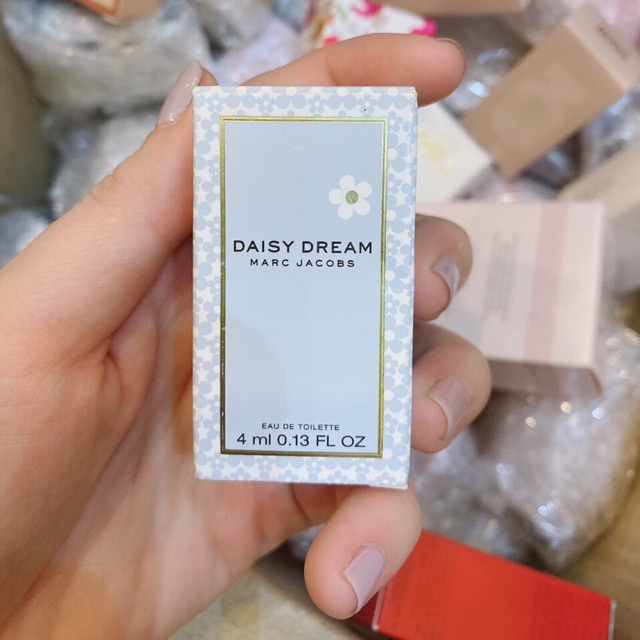 DAISY DREAM
MARC JACOBS
EAU DE TOILETTE
4 ml 0.13 FL OZ